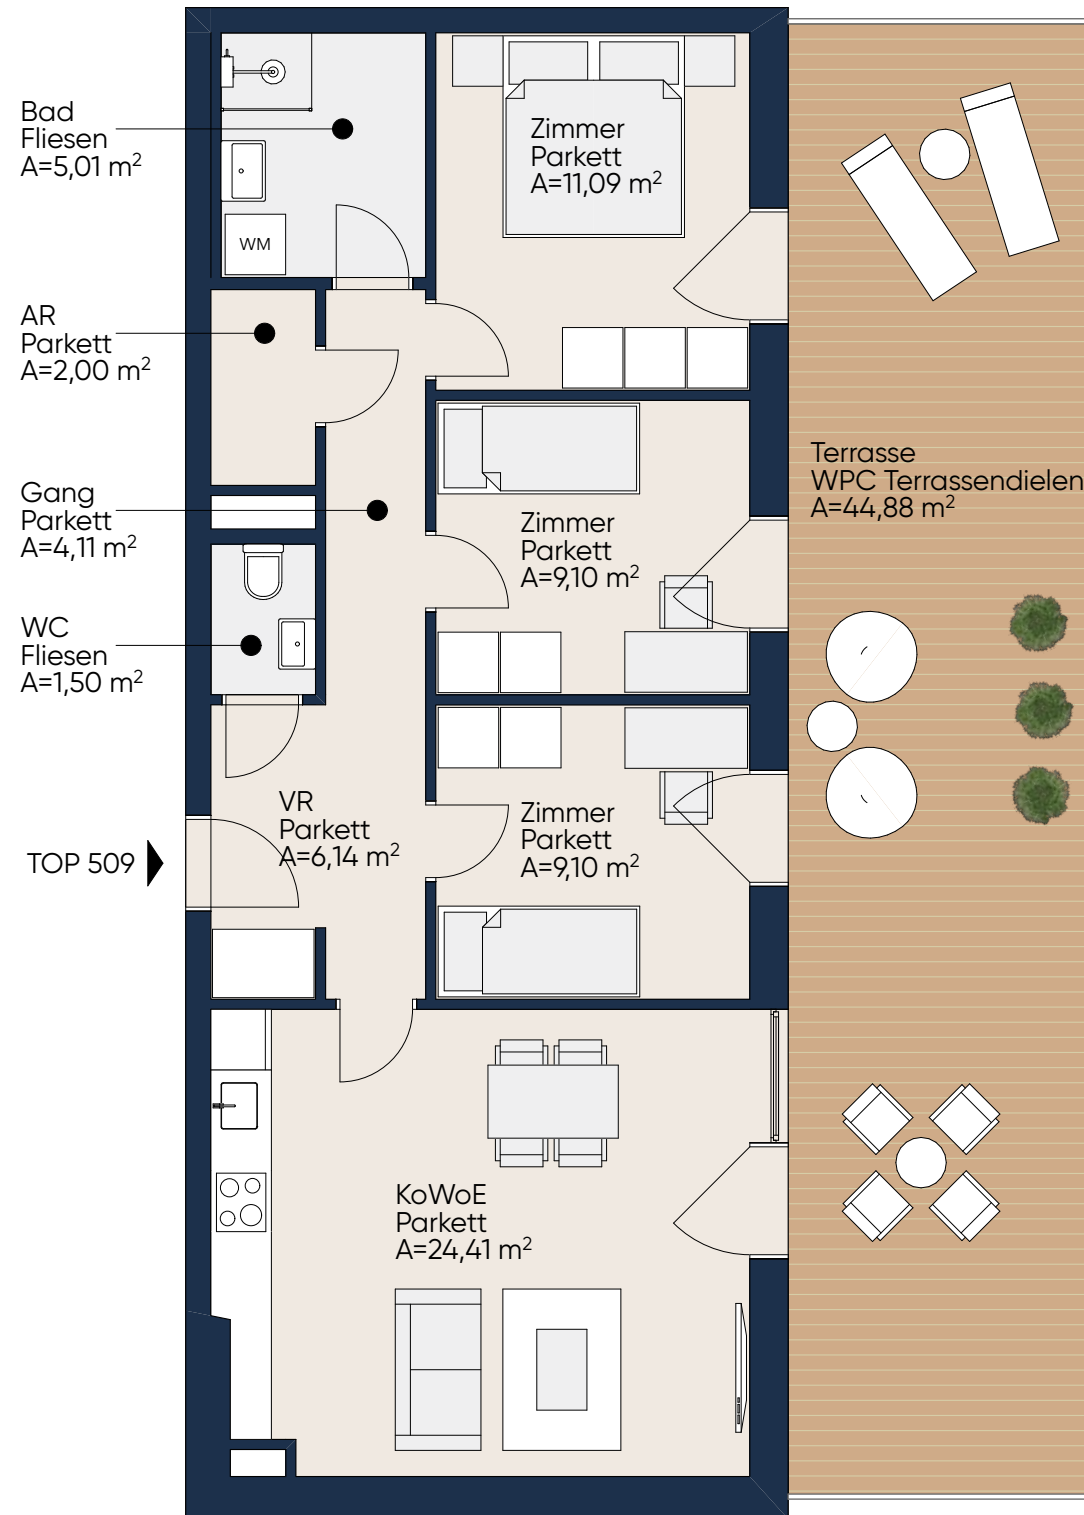 Bad
Fliesen
A=5,01 m²
WM
Zimmer
Parkett
A=11,09 m²
AR
Parkett
A=2,00 m²
Gang
Parkett
A=4,11 m²
Zimmer
Parkett
A=9,10 m²
Terrasse
WPC Terrassendielen
A=44,88 m²
WC
Fliesen
A=1,50 m²
VR
Parkett
A=6,14 m²
Zimmer
Parkett
A=9,10 m²
TOP 509
KoWoE
Parkett
A=24,41 m²